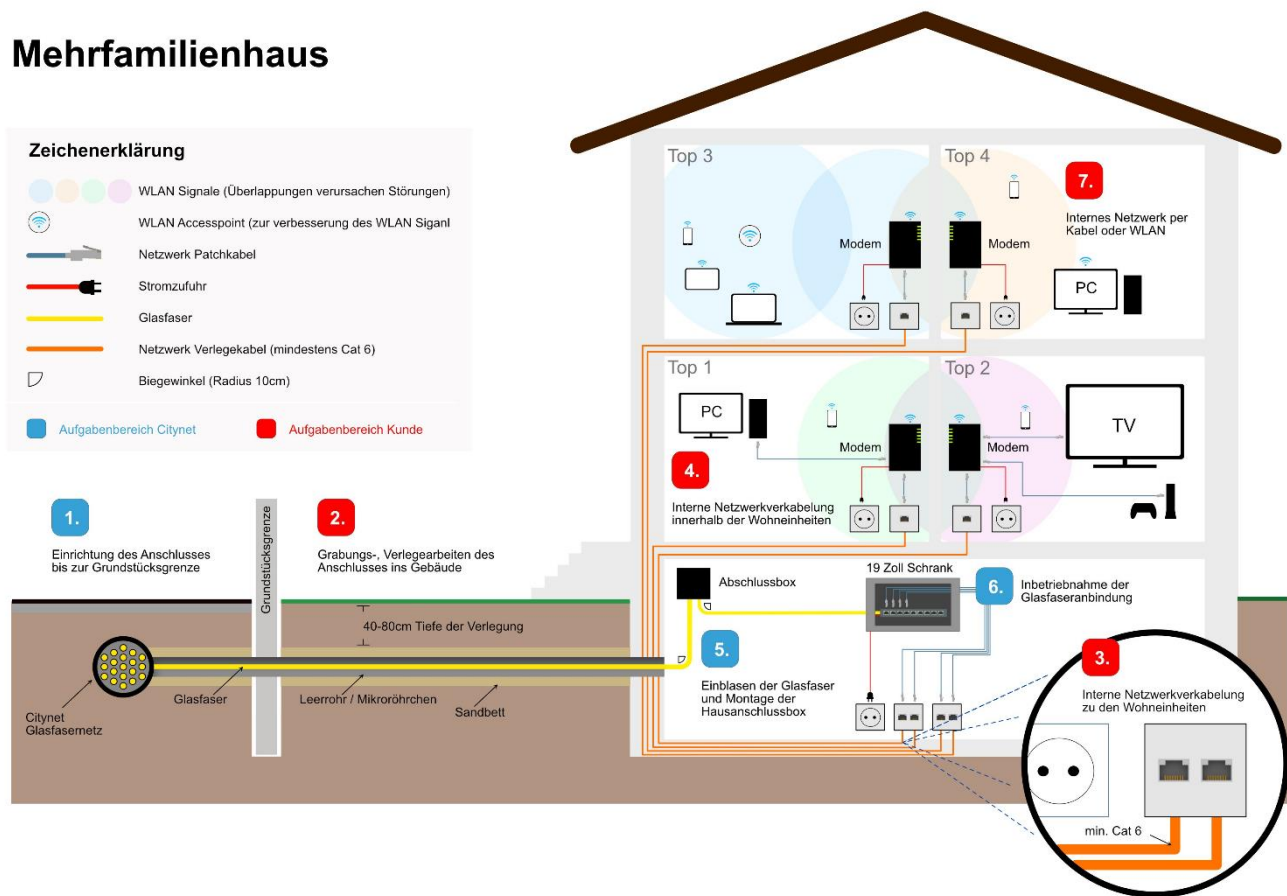 Mehrfamilienhaus
Zeichenerklärung
WLAN Signale (Überlappungen verursachen Störungen)
WLAN Accesspoint (zur verbesserung des WLAN Siganl
Netzwerk Patchkabel
Stromzufuhr
Glasfaser
Netzwerk Verlegekabel (mindestens Cat 6)
Biegewinkel (Radius 10cm)
Aufgabenbereich Citynet
Aufgabenbereich Kunde
Top 3
Modem
Top 4
Modem
7.
Internes Netzwerk per
Kabel oder WLAN
PC
Top 1
PC
Modem
4.
Interne Netzwerkverkabelung
innerhalb der Wohneinheiten
Top 2
Modem
TV
1.
Einrichtung des Anschlusses
bis zur Grundstücksgrenze
Grundstücksgrenze
2.
Grabungs-, Verlegearbeiten des
Anschlusses ins Gebäude
40-80cm Tiefe der Verlegung
Citynet
Glasfasernetz
Glasfaser
Leerrohr / Mikroröhrchen
Sandbett
Abschlussbox
5.
Einblasen der Glasfaser
und Montage der
Hausanschlussbox
19 Zoll Schrank
6.
Inbetriebnahme der
Glasfaseranbindung
3.
Interne Netzwerkverkabelung
zu den Wohneinheiten
min. Cat 6